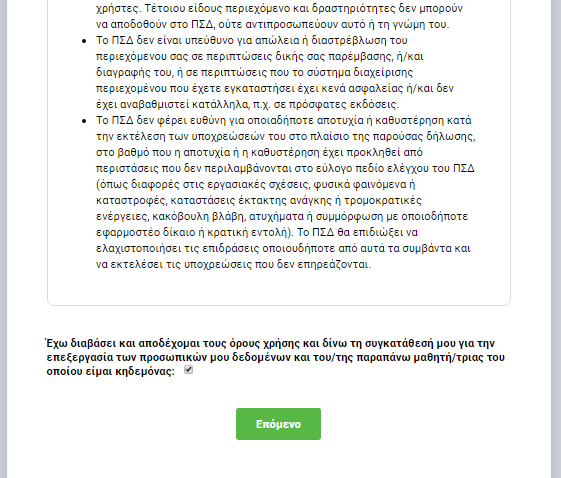 χρήστες. Τέτοιου είδους περιεχόμενο και δραστηριότητες δεν μπορούν
να αποδοθούν στο ΠΣΔ, ούτε αντιπροσωπεύουν αυτό ή τη γνώμη του.
• Το ΠΣΔ δεν είναι υπεύθυνο για απώλεια ή διαστρέβλωση του
περιεχόμενου σας σε περιπτώσεις δικής σας παρέμβασης, ή/και
διαγραφής του, ή σε περιπτώσεις που το σύστημα διαχείρισης
περιεχομένου που έχετε εγκαταστήσει έχει κενά ασφαλείας ή/και δεν
έχει αναβαθμιστεί κατάλληλα, π.χ. σε πρόσφατες εκδόσεις.
• Το ΠΣΔ δεν φέρει ευθύνη για οποιαδήποτε αποτυχία ή καθυστέρηση κατά
την εκτέλεση των υποχρεώσεών του στο πλαίσιο της παρούσας δήλωσης,
στο βαθμό που η αποτυχία ή η καθυστέρηση έχει προκληθεί από
περιστάσεις που δεν περιλαμβάνονται στο εύλογο πεδίο ελέγχου του ΠΣΔ
(όπως διαφορές στις εργασιακές σχέσεις, φυσικά φαινόμενα ή
καταστροφές, καταστάσεις έκτακτης ανάγκης ή τρομοκρατικές
ενέργειες, κακόβουλη βλάβη, ατυχήματα ή συμμόρφωση με οποιοδήποτε
εφαρμοστέο δίκαιο ή κρατική εντολή). Το ΠΣΔ θα επιδιώξει να
ελαχιστοποιήσει τις επιδράσεις οποιουδήποτε από αυτά τα συμβάντα και
να εκτελέσει τις υποχρεώσεις που δεν επηρεάζονται.
Έχω διαβάσει και αποδέχομαι τους όρους χρήσης και δίνω τη συγκατάθεσή μου για την
επεξεργασία των προσωπικών μου δεδομένων και του/της παραπάνω μαθητή/τριας του
οποίου είμαι κηδεμόνας:
Επόμενο